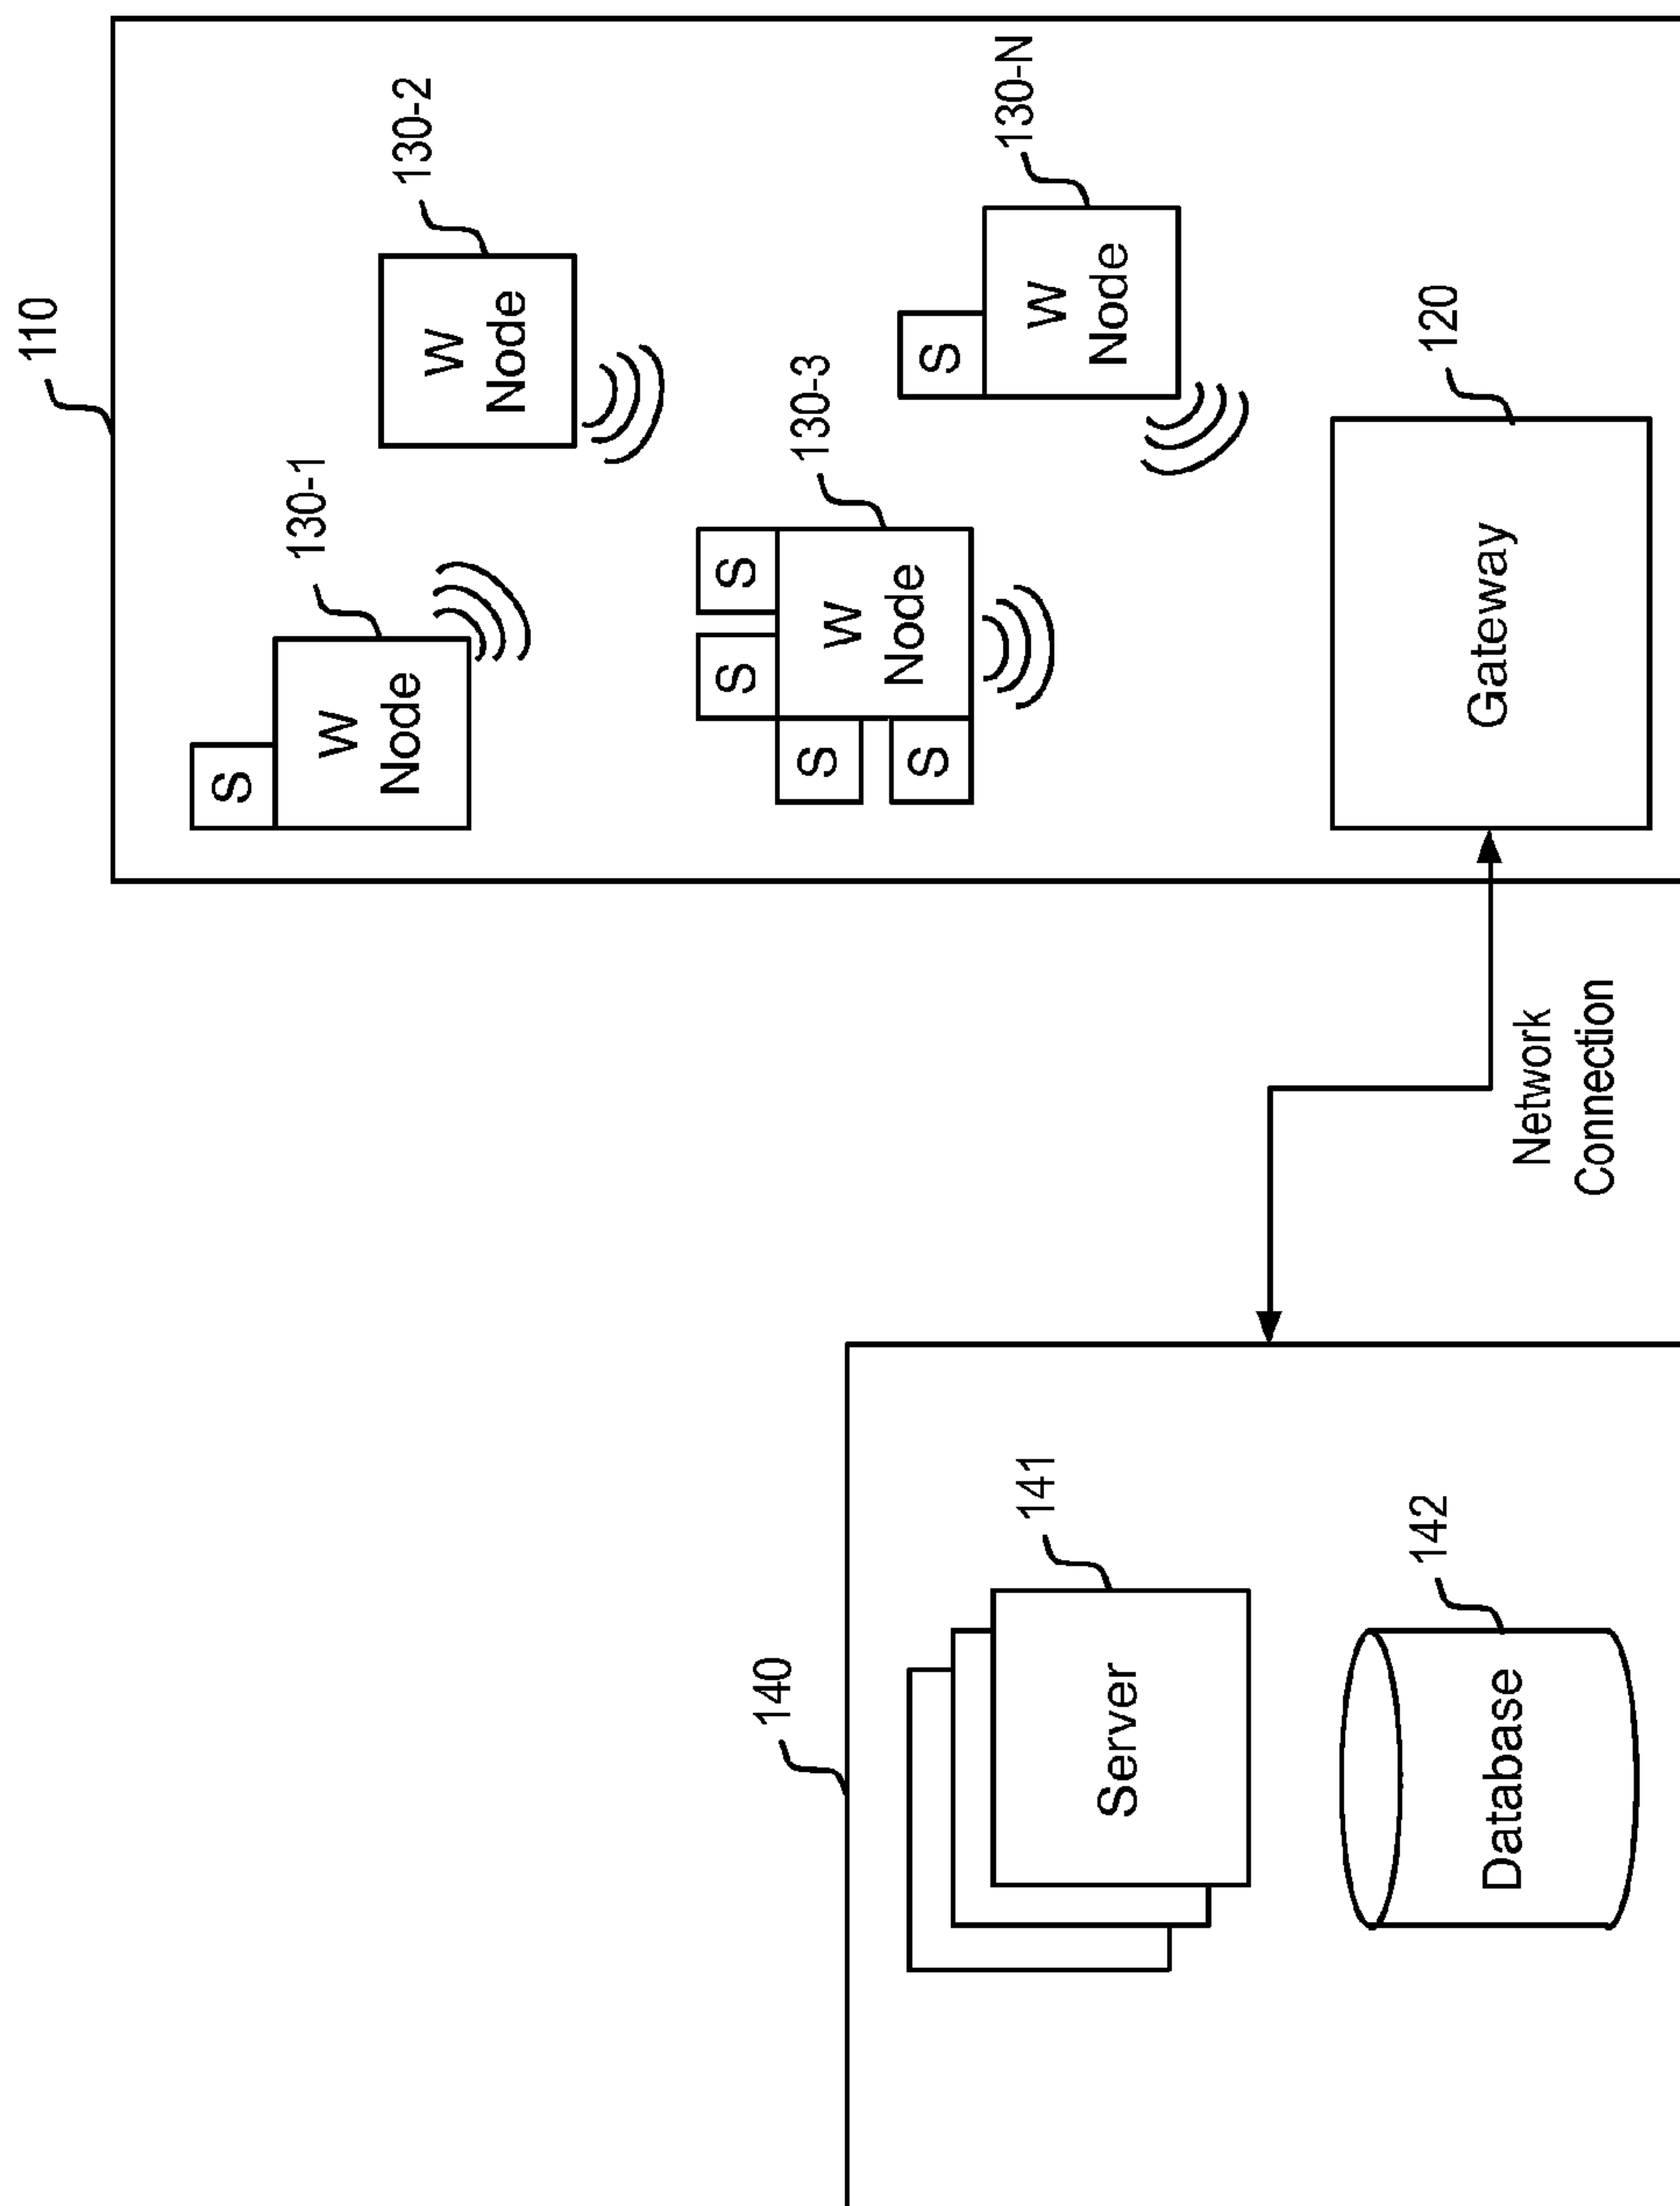 110
S
130-1
W
Node
130-2
W
Node
S S
130-3
S
W
Node
S
S
130-N
W
Node
120
Gateway
Network
Connection
140
141
Server
142
Database